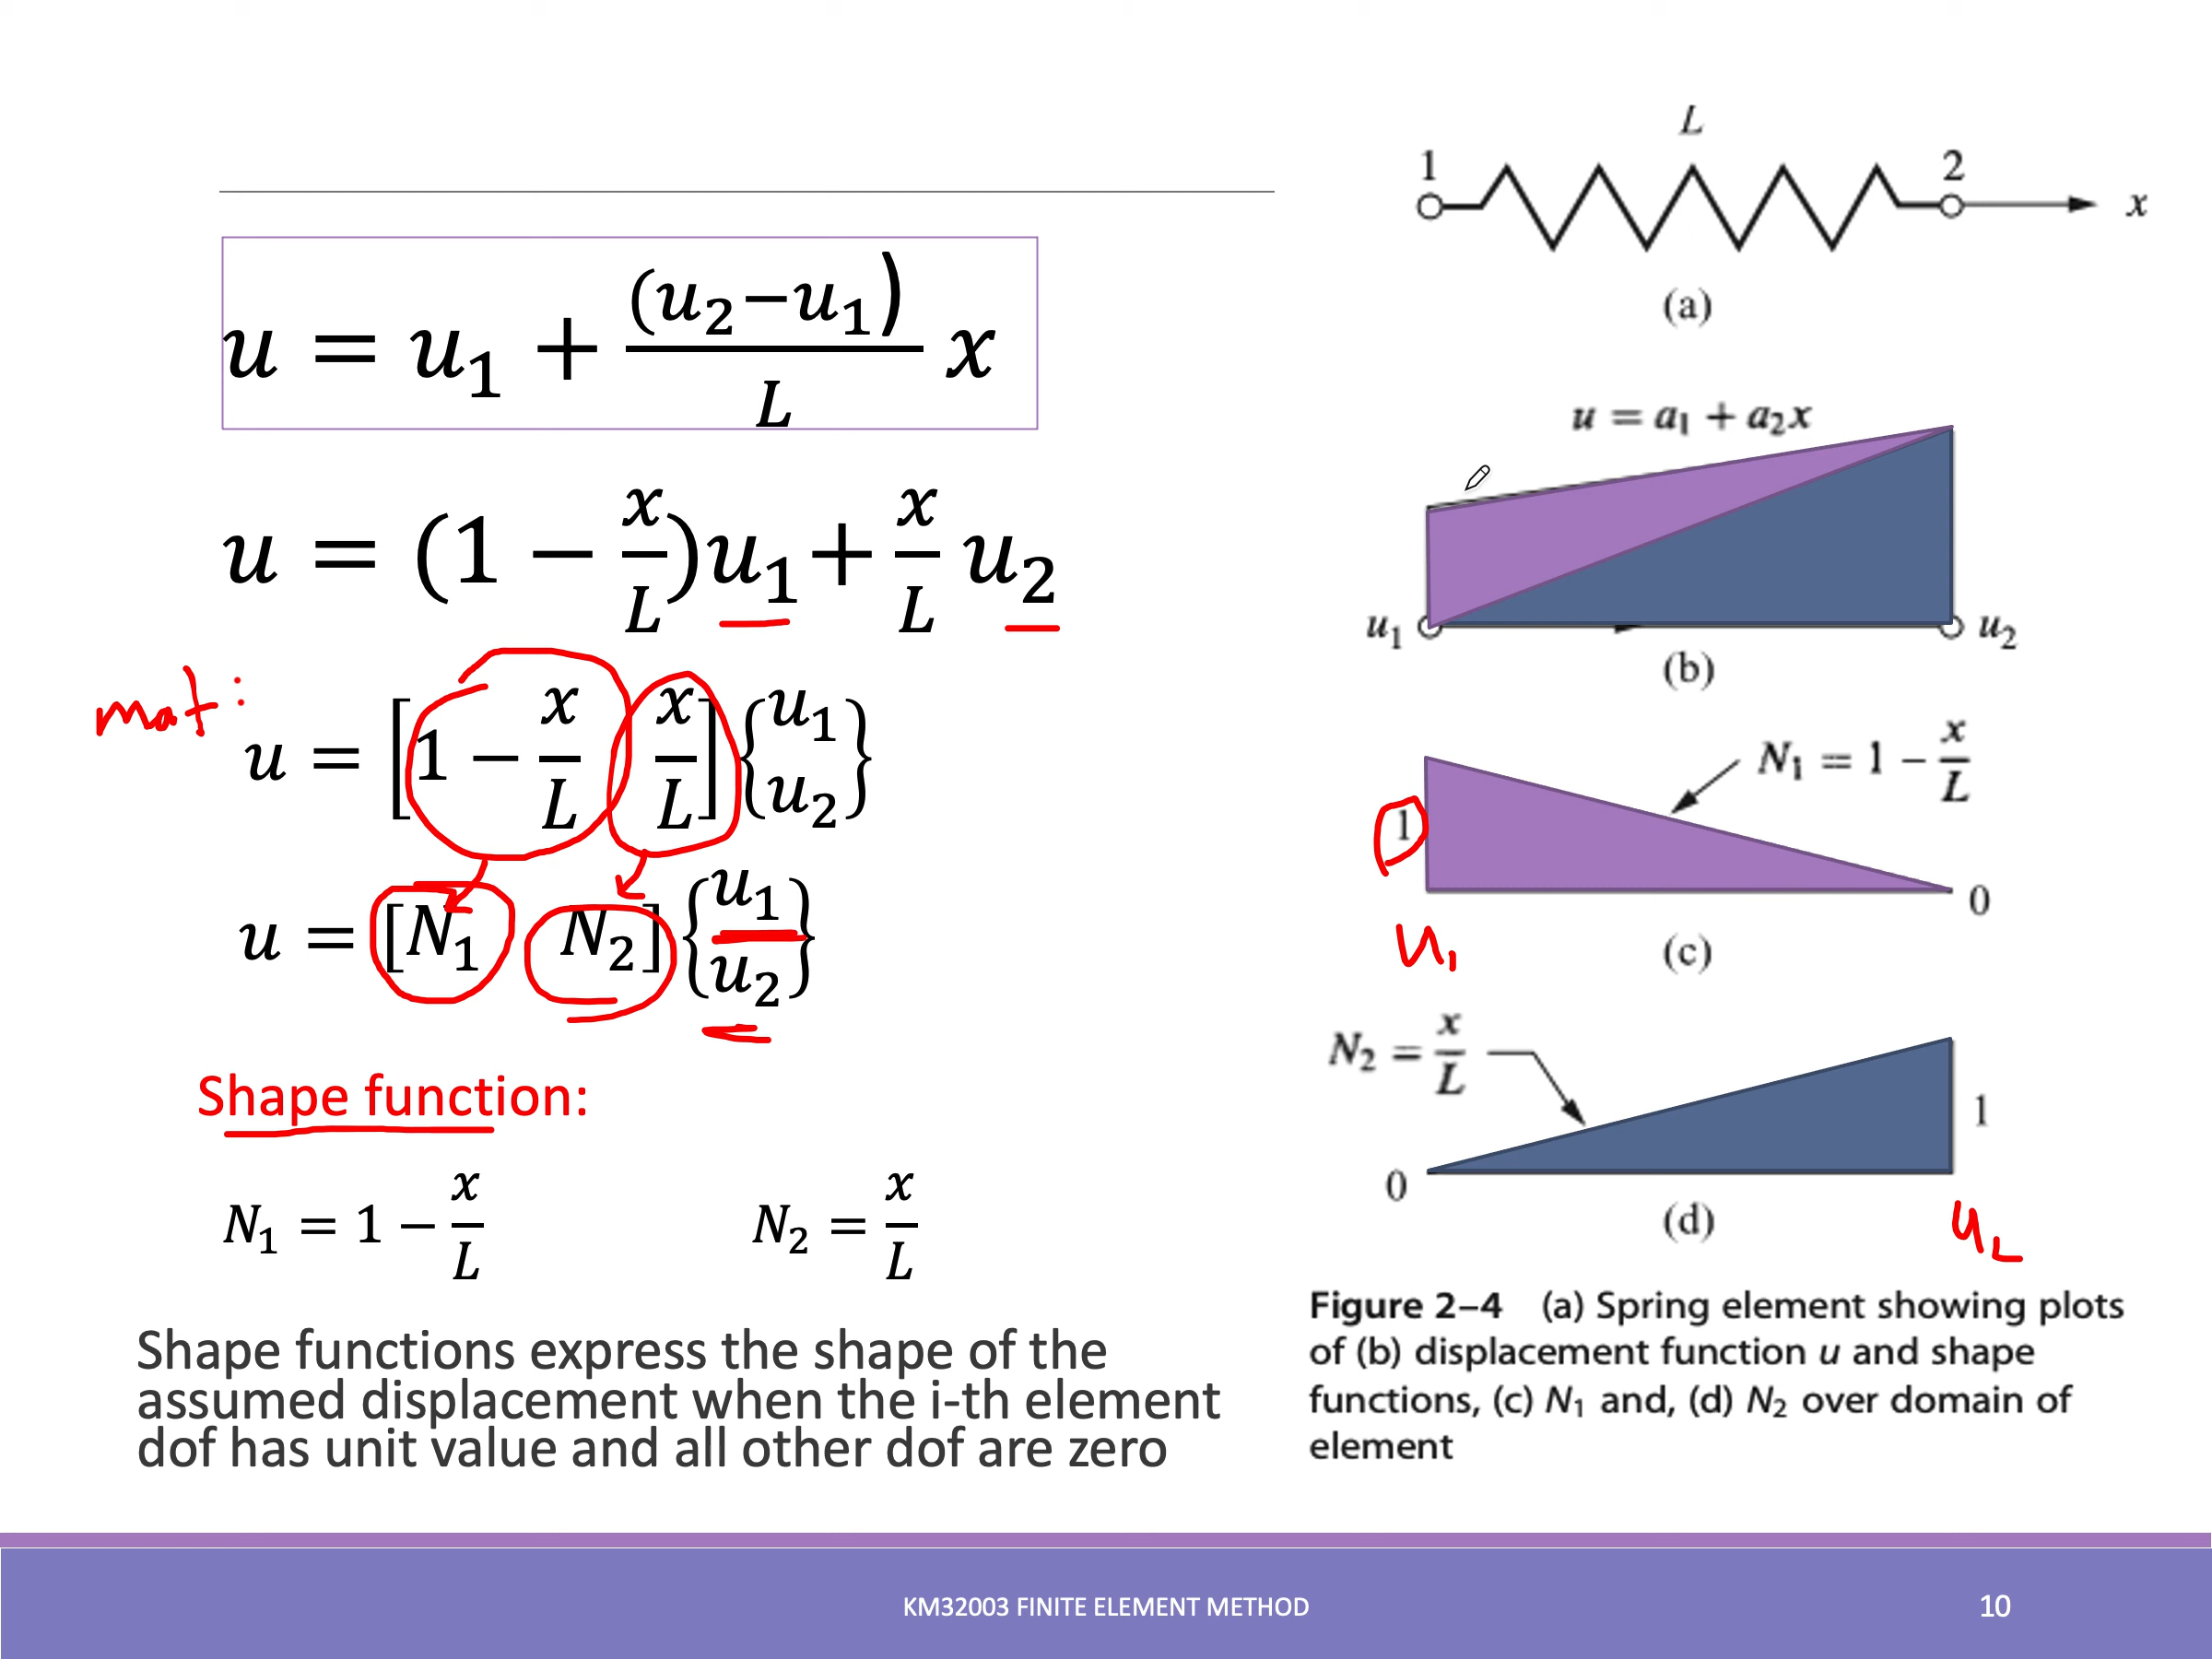 u = u₁ + (u₂−u₁)/L x
u = (1 − x/L)u₁ + x/L u₂
mat:
u = [1 − x/L x/L] {u₁ u₂}
u = [N₁ N₂] {u₁ u₂}
Shape function:
N₁ = 1 − x/L
N₂ = x/L
Shape functions express the shape of the
assumed displacement when the i-th element
dof has unit value and all other dof are zero
L
1
2
x
(a)
u = a₁ + a₂x
u₁
u₂
(b)
N₁ = 1 − x/L
1
0
u₁
(c)
N₂ = x/L
1
0
(d)
u₂
Figure 2–4 (a) Spring element showing plots
of (b) displacement function u and shape
functions, (c) N₁ and, (d) N₂ over domain of
element
KM32003 FINITE ELEMENT METHOD
10